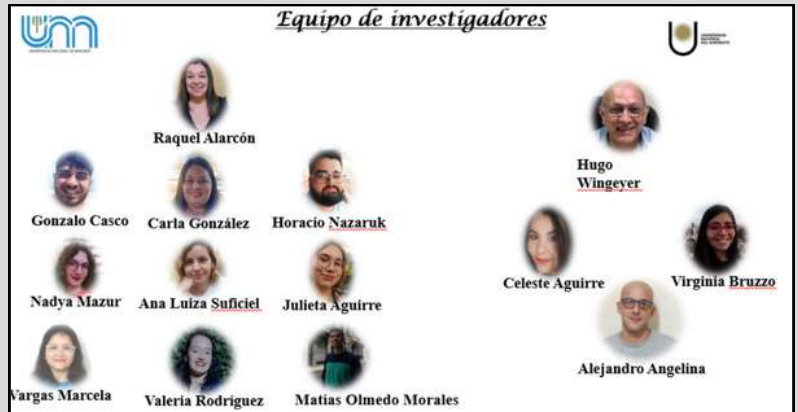 Equipo de investigadores
Raquel Alarcón
Hugo
Wingeyer
Gonzalo Casco
Carla González
Horacio Nazaruk
Celeste Aguirre
Virginia Bruzzo
Nadya Mazur
Ana Luiza Suficiel
Julieta Aguirre
Alejandro Angelina
Vargas Marcela
Valeria Rodríguez
Matías Olmedo Morales